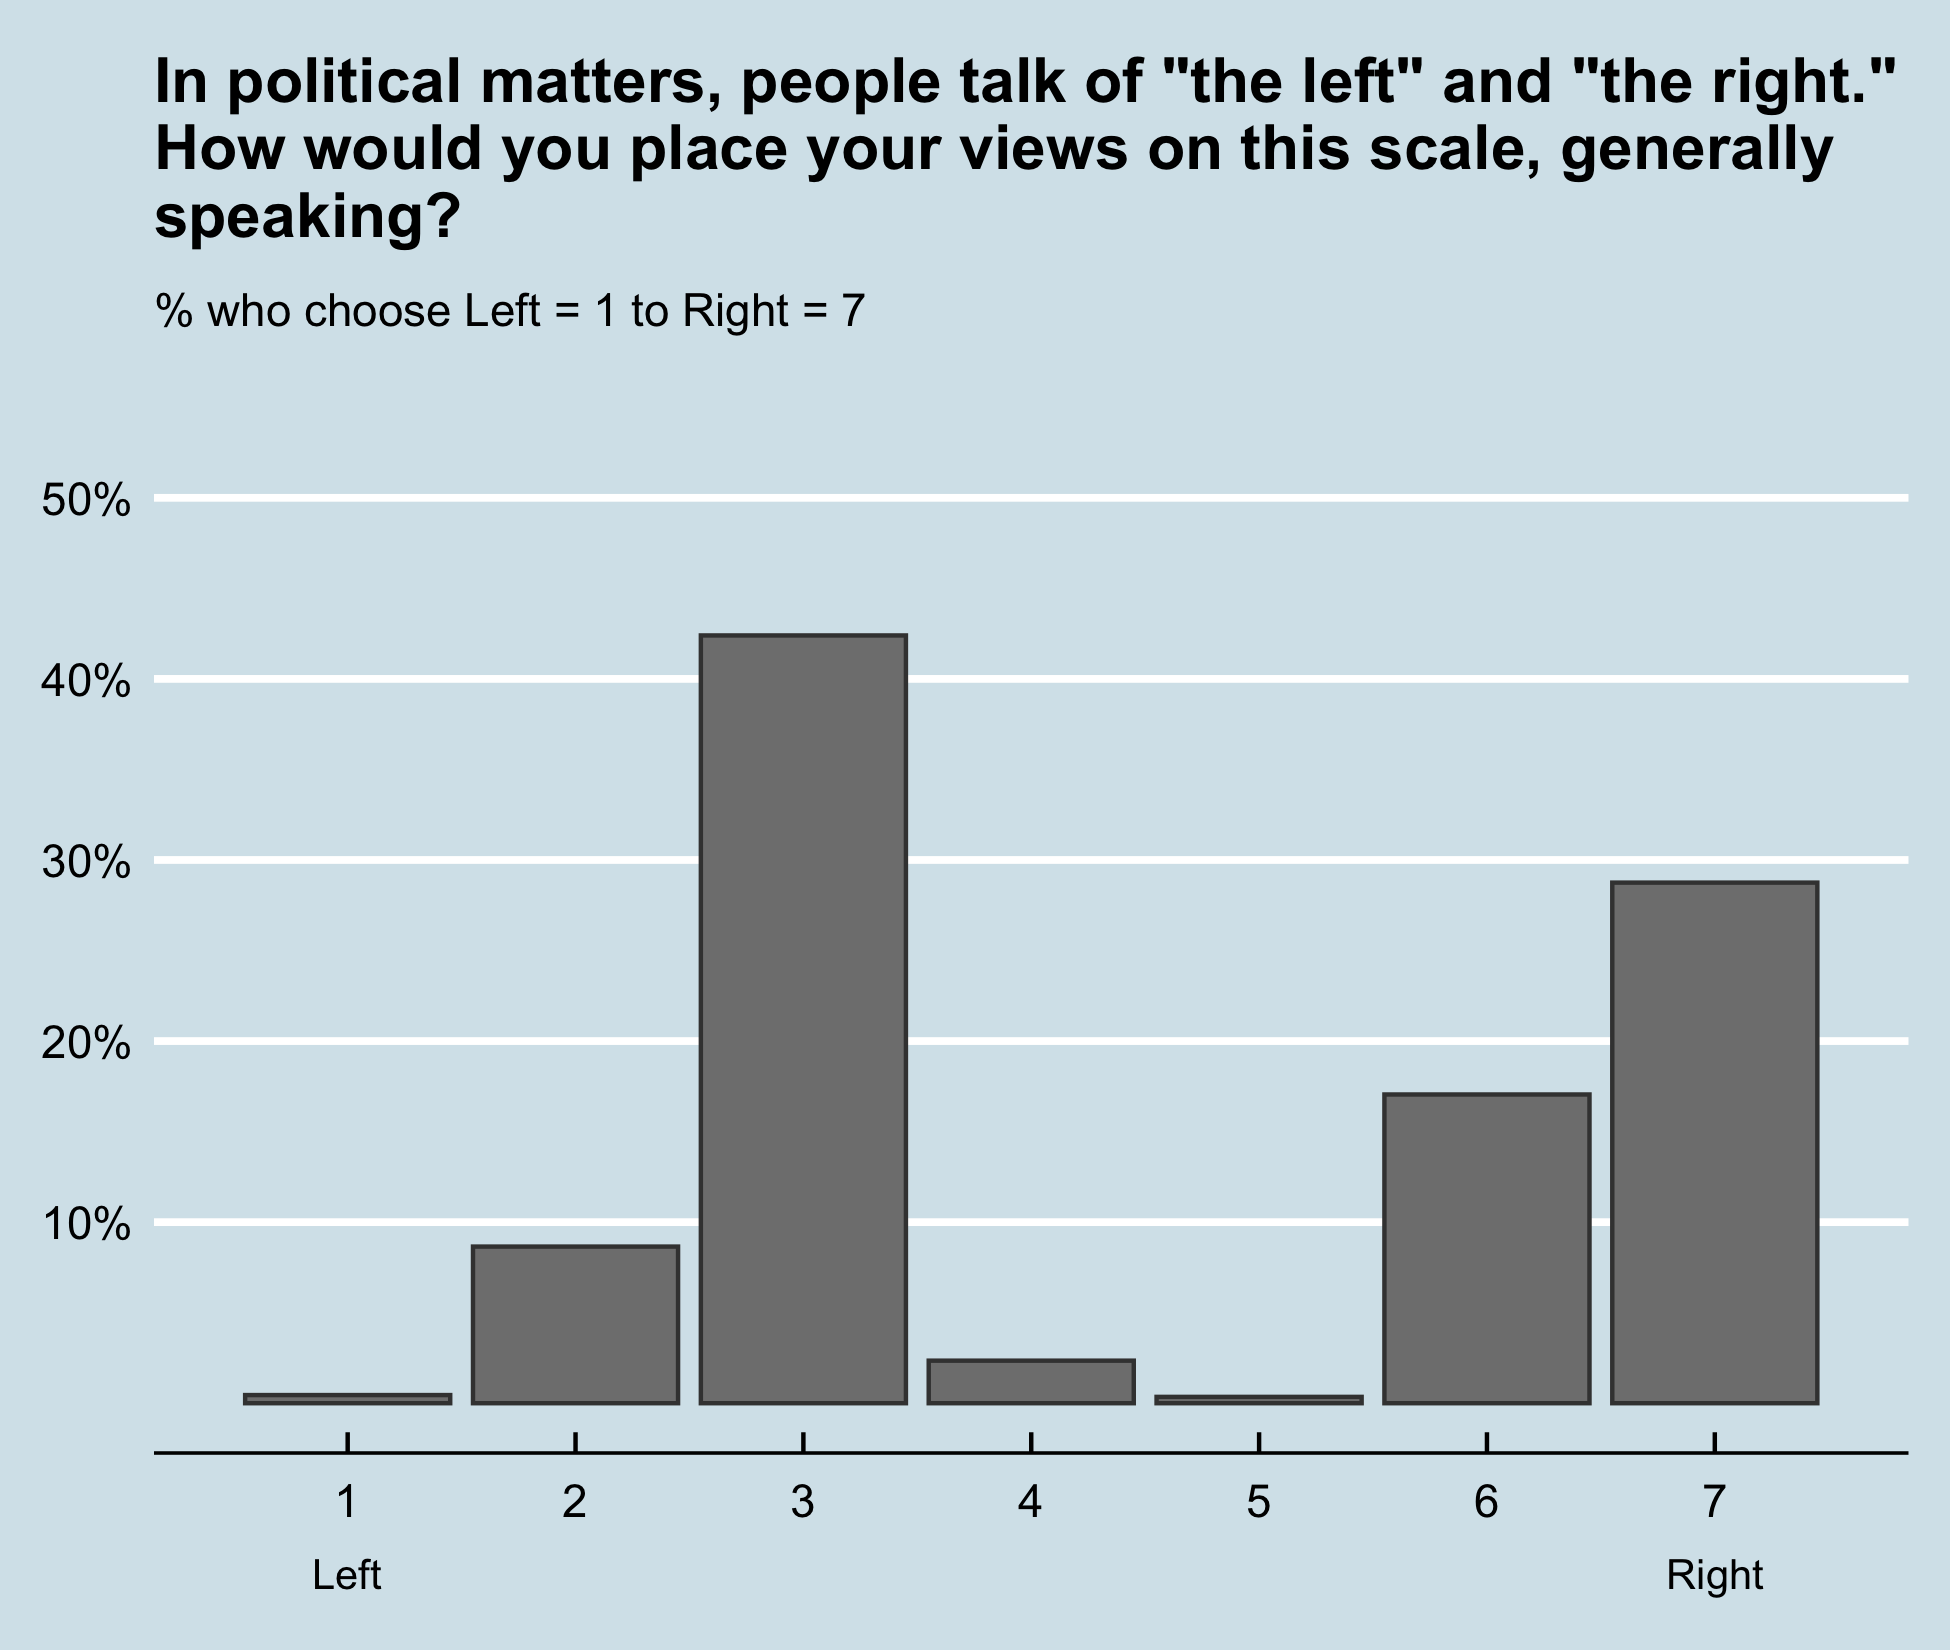 In political matters, people talk of "the left" and "the right."
How would you place your views on this scale, generally
speaking?
% who choose Left = 1 to Right = 7
50%
40%
30%
20%
10%
1 2 3 4 5 6 7
Left Right